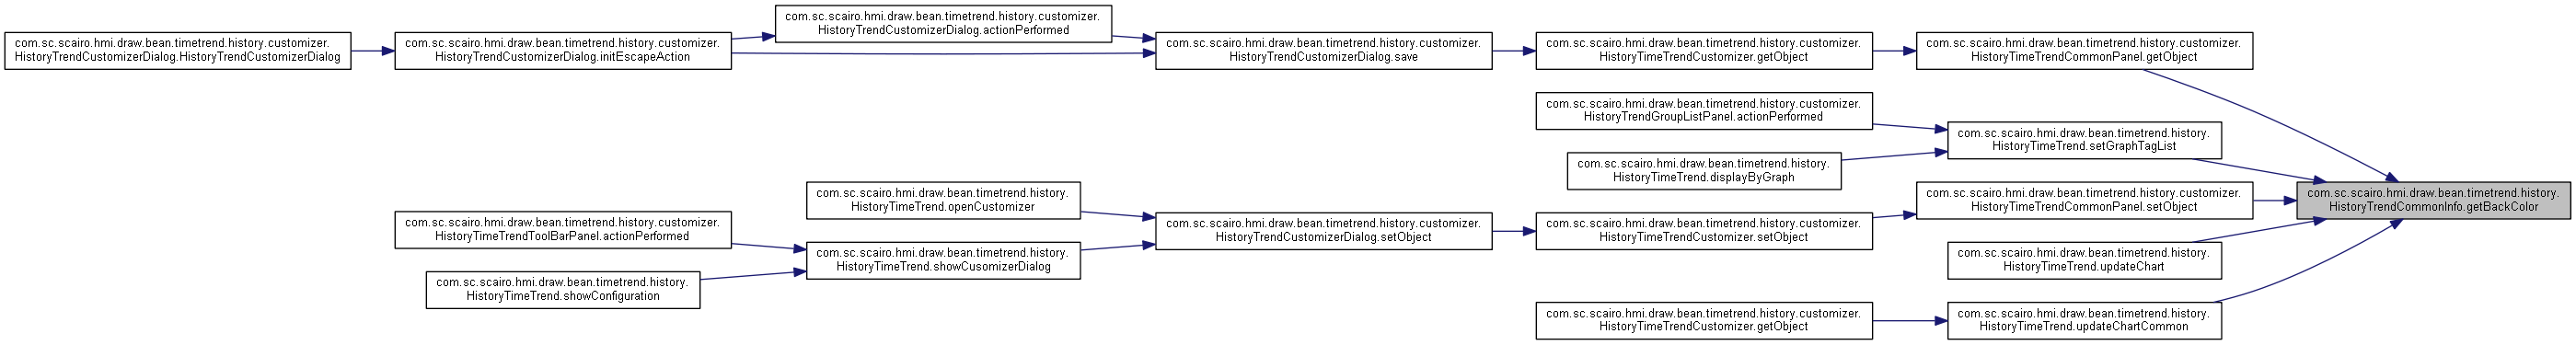 com.sc.scairo.hmi.draw.bean.timetrend.history.customizer.
HistoryTrendCustomizerDialog.HistoryTrendCustomizerDialog
com.sc.scairo.hmi.draw.bean.timetrend.history.customizer.
HistoryTrendCustomizerDialog.initEscapeAction
com.sc.scairo.hmi.draw.bean.timetrend.history.customizer.
HistoryTrendCustomizerDialog.actionPerformed
com.sc.scairo.hmi.draw.bean.timetrend.history.customizer.
HistoryTrendCustomizerDialog.save
com.sc.scairo.hmi.draw.bean.timetrend.history.customizer.
HistoryTimeTrendCustomizer.getObject
com.sc.scairo.hmi.draw.bean.timetrend.history.customizer.
HistoryTimeTrendCommonPanel.getObject
com.sc.scairo.hmi.draw.bean.timetrend.history.customizer.
HistoryTrendGroupListPanel.actionPerformed
com.sc.scairo.hmi.draw.bean.timetrend.history.
HistoryTimeTrend.setGraphTagList
com.sc.scairo.hmi.draw.bean.timetrend.history.
HistoryTimeTrend.displayByGraph
com.sc.scairo.hmi.draw.bean.timetrend.history.
HistoryTimeTrend.openCustomizer
com.sc.scairo.hmi.draw.bean.timetrend.history.customizer.
HistoryTimeTrendCommonPanel.setObject
com.sc.scairo.hmi.draw.bean.timetrend.history.
HistoryTrendCommonInfo.getBackColor
com.sc.scairo.hmi.draw.bean.timetrend.history.customizer.
HistoryTimeTrendToolBarPanel.actionPerformed
com.sc.scairo.hmi.draw.bean.timetrend.history.customizer.
HistoryTrendCustomizerDialog.setObject
com.sc.scairo.hmi.draw.bean.timetrend.history.customizer.
HistoryTimeTrendCustomizer.setObject
com.sc.scairo.hmi.draw.bean.timetrend.history.
HistoryTimeTrend.showCusomizerDialog
com.sc.scairo.hmi.draw.bean.timetrend.history.
HistoryTimeTrend.updateChart
com.sc.scairo.hmi.draw.bean.timetrend.history.
HistoryTimeTrend.showConfiguration
com.sc.scairo.hmi.draw.bean.timetrend.history.customizer.
HistoryTimeTrendCustomizer.getObject
com.sc.scairo.hmi.draw.bean.timetrend.history.
HistoryTimeTrend.updateChartCommon